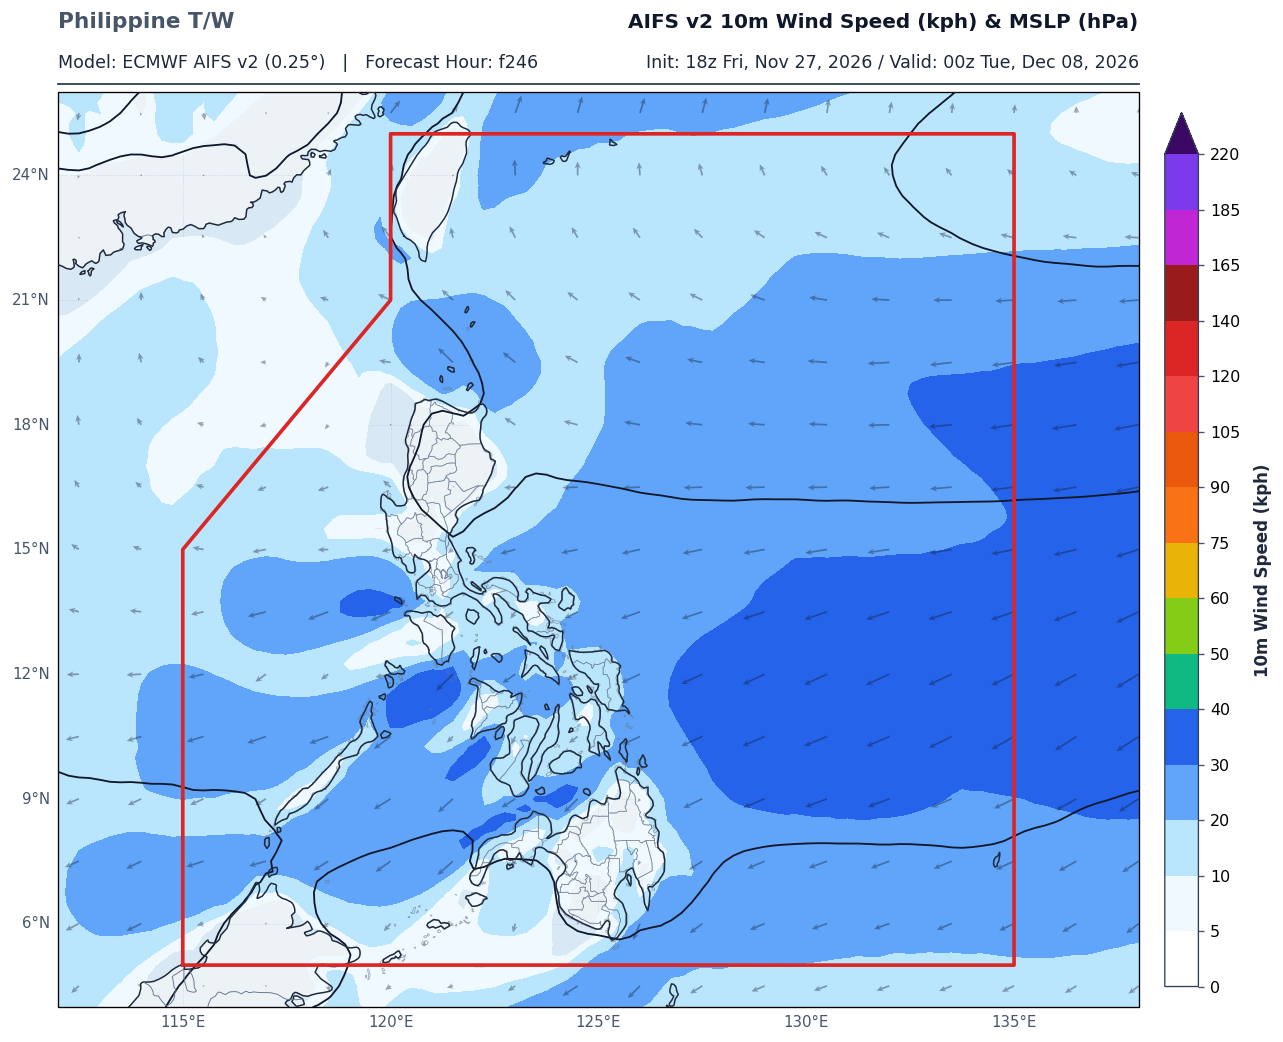 Philippine T/W
AIFS v2 10m Wind Speed (kph) & MSLP (hPa)
Model: ECMWF AIFS v2 (0.25°) | Forecast Hour: f246
Init: 18z Fri, Nov 27, 2026 / Valid: 00z Tue, Dec 08, 2026
24°N
21°N
18°N
15°N
12°N
9°N
6°N
115°E
120°E
125°E
130°E
135°E
220
185
165
140
120
105
90
75
60
50
40
30
20
10
5
0
10m Wind Speed (kph)